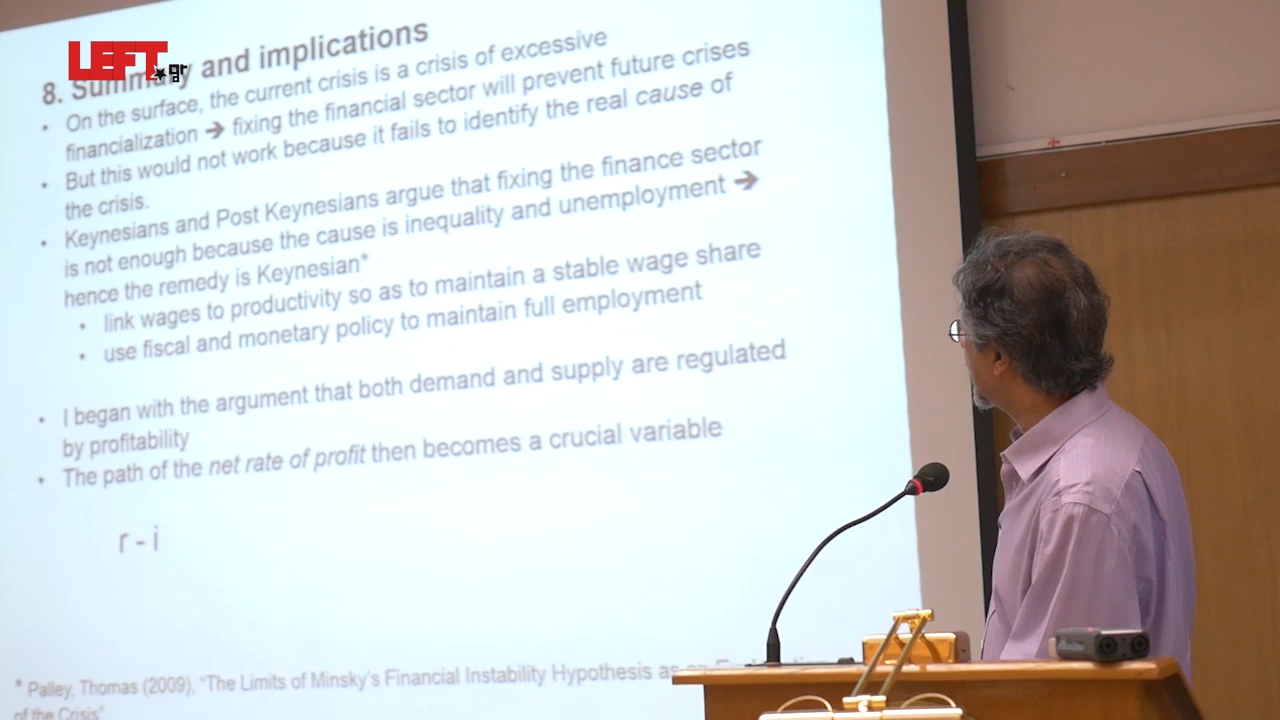 LEFT.gr
8. Summary and implications
• On the surface, the current crisis is a crisis of excessive
financialization ➔ fixing the financial sector will prevent future crises
• But this would not work because it fails to identify the real cause of
the crisis.
• Keynesians and Post Keynesians argue that fixing the finance sector
is not enough because the cause is inequality and unemployment ➔
hence the remedy is Keynesian*
• link wages to productivity so as to maintain a stable wage share
• use fiscal and monetary policy to maintain full employment
• I began with the argument that both demand and supply are regulated
by profitability
• The path of the net rate of profit then becomes a crucial variable
r - i
* Palley, Thomas (2009), “The Limits of Minsky's Financial Instability Hypothesis as
of the Crisis”